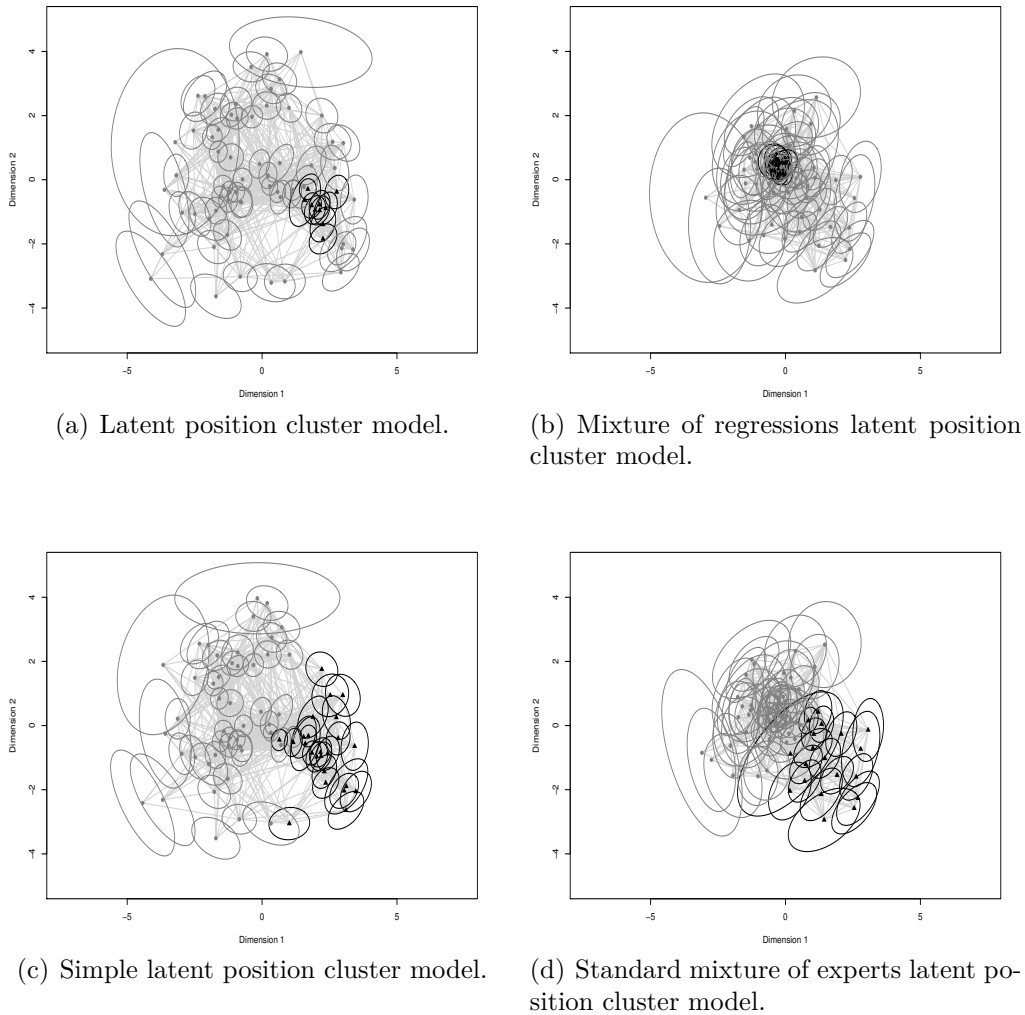 4
2
0
−2
−4
Dimension 2
−5
0
5
Dimension 1
(a) Latent position cluster model.
4
2
0
−2
−4
Dimension 2
−5
0
5
Dimension 1
(b) Mixture of regressions latent position
cluster model.
4
2
0
−2
−4
Dimension 2
−5
0
5
Dimension 1
(c) Simple latent position cluster model.
4
2
0
−2
−4
Dimension 2
−5
0
5
Dimension 1
(d) Standard mixture of experts latent po-
sition cluster model.